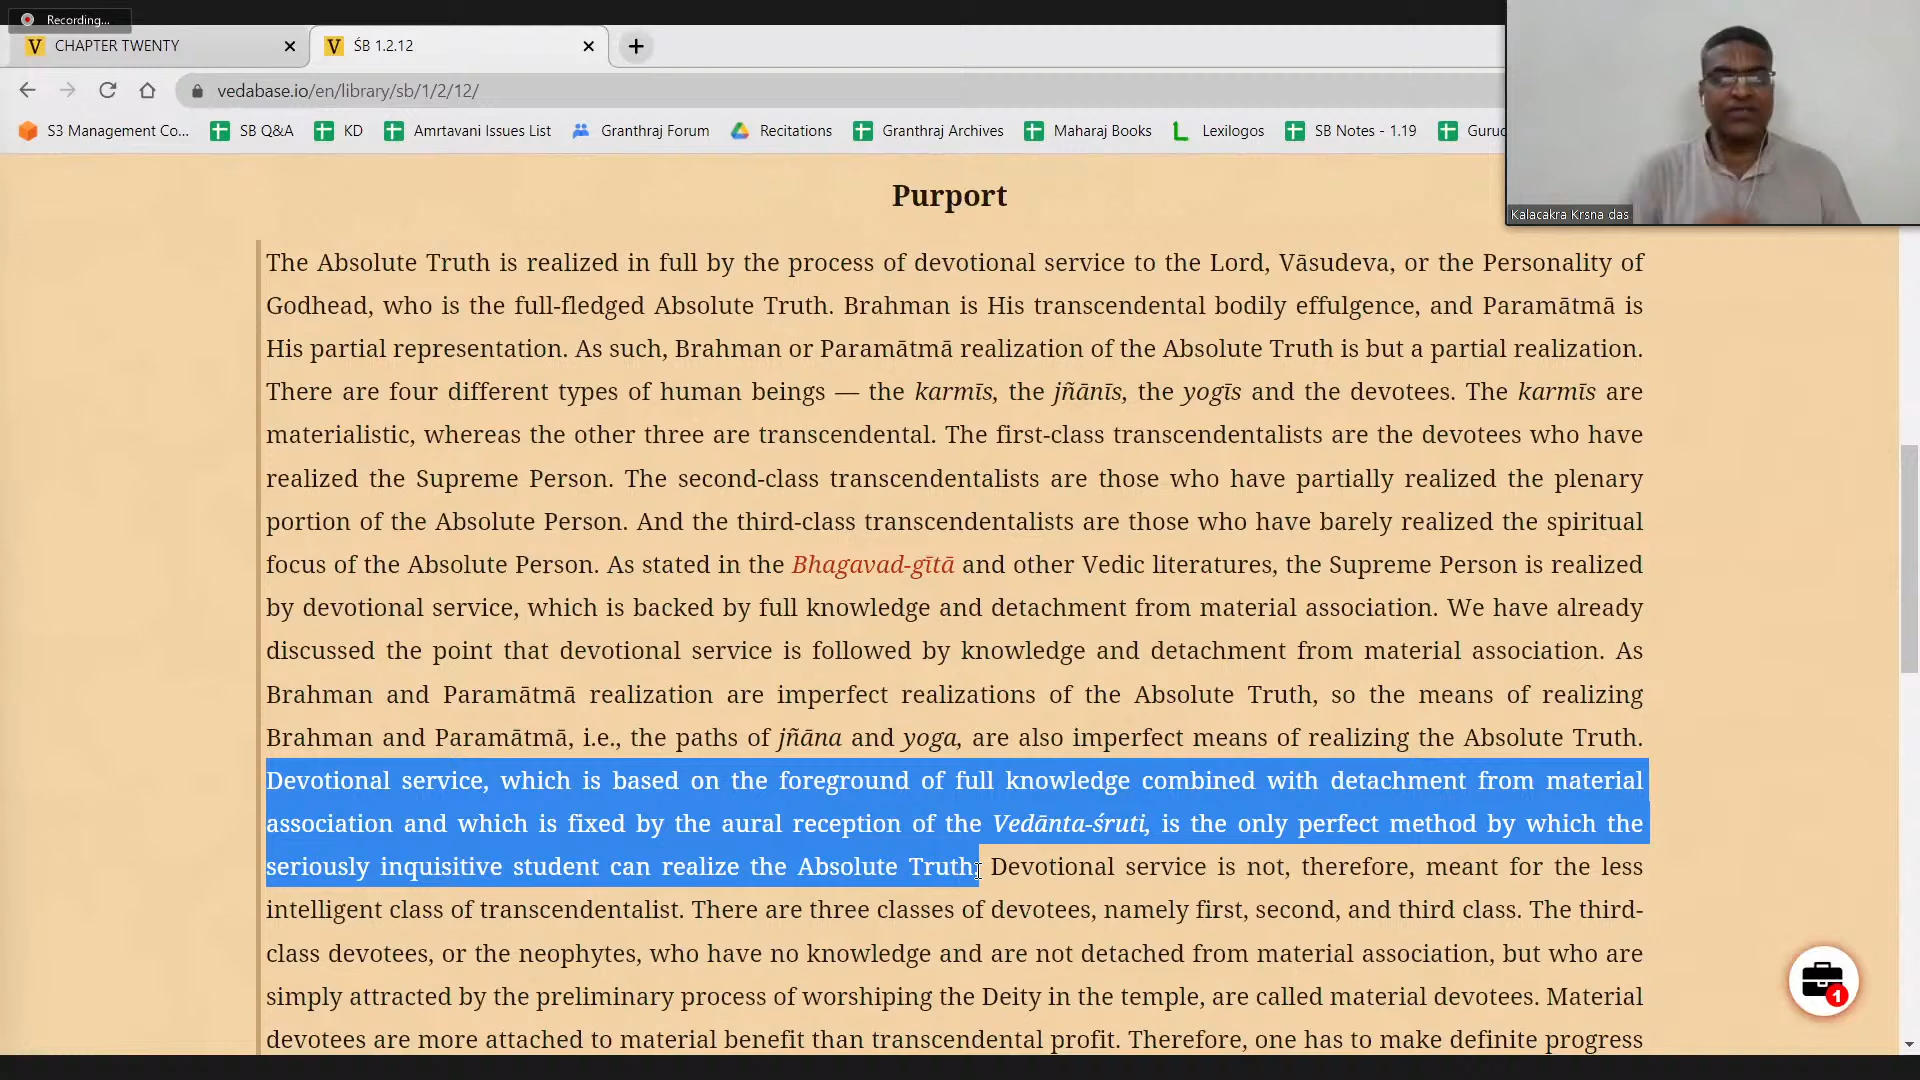 Recording...
CHAPTER TWENTY
ŚB 1.2.12
vedabase.io/en/library/sb/1/2/12/
S3 Management Co... SB Q&A KD Amrtavani Issues List Granthraj Forum Recitations Granthraj Archives Maharaj Books Lexilogos SB Notes - 1.19
Kalacakra Krsna das
Purport
The Absolute Truth is realized in full by the process of devotional service to the Lord, Vāsudeva, or the Personality of
Godhead, who is the full-fledged Absolute Truth. Brahman is His transcendental bodily effulgence, and Paramātmā is
His partial representation. As such, Brahman or Paramātmā realization of the Absolute Truth is but a partial realization.
There are four different types of human beings — the karmīs, the jñānīs, the yogīs and the devotees. The karmīs are
materialistic, whereas the other three are transcendental. The first-class transcendentalists are the devotees who have
realized the Supreme Person. The second-class transcendentalists are those who have partially realized the plenary
portion of the Absolute Person. And the third-class transcendentalists are those who have barely realized the spiritual
focus of the Absolute Person. As stated in the Bhagavad-gītā and other Vedic literatures, the Supreme Person is realized
by devotional service, which is backed by full knowledge and detachment from material association. We have already
discussed the point that devotional service is followed by knowledge and detachment from material association. As
Brahman and Paramātmā realization are imperfect realizations of the Absolute Truth, so the means of realizing
Brahman and Paramātmā, i.e., the paths of jñāna and yoga, are also imperfect means of realizing the Absolute Truth.
Devotional service, which is based on the foreground of full knowledge combined with detachment from material
association and which is fixed by the aural reception of the Vedānta-śruti, is the only perfect method by which the
seriously inquisitive student can realize the Absolute Truth. Devotional service is not, therefore, meant for the less
intelligent class of transcendentalist. There are three classes of devotees, namely first, second, and third class. The third-
class devotees, or the neophytes, who have no knowledge and are not detached from material association, but who are
simply attracted by the preliminary process of worshiping the Deity in the temple, are called material devotees. Material
devotees are more attached to material benefit than transcendental profit. Therefore, one has to make definite progress
1